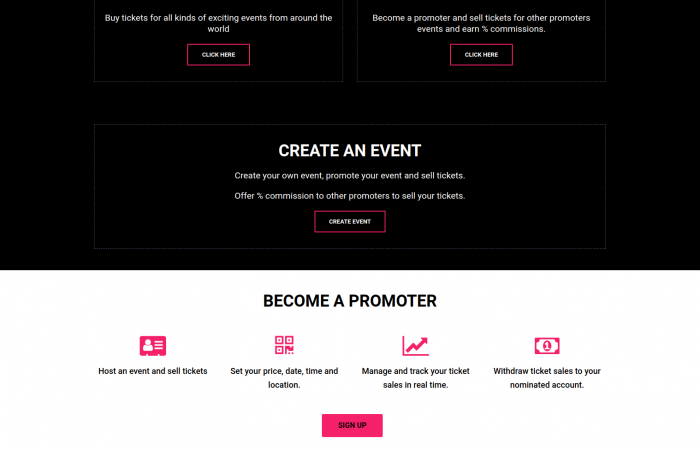 Buy tickets for all kinds of exciting events from around the
world
CLICK HERE
Become a promoter and sell tickets for other promoters
events and earn % commissions.
CLICK HERE
CREATE AN EVENT
Create your own event, promote your event and sell tickets.
Offer % commission to other promoters to sell your tickets.
CREATE EVENT
BECOME A PROMOTER
Host an event and sell tickets
Set your price, date, time and
location.
Manage and track your ticket
sales in real time.
1
Withdraw ticket sales to your
nominated account.
SIGN UP